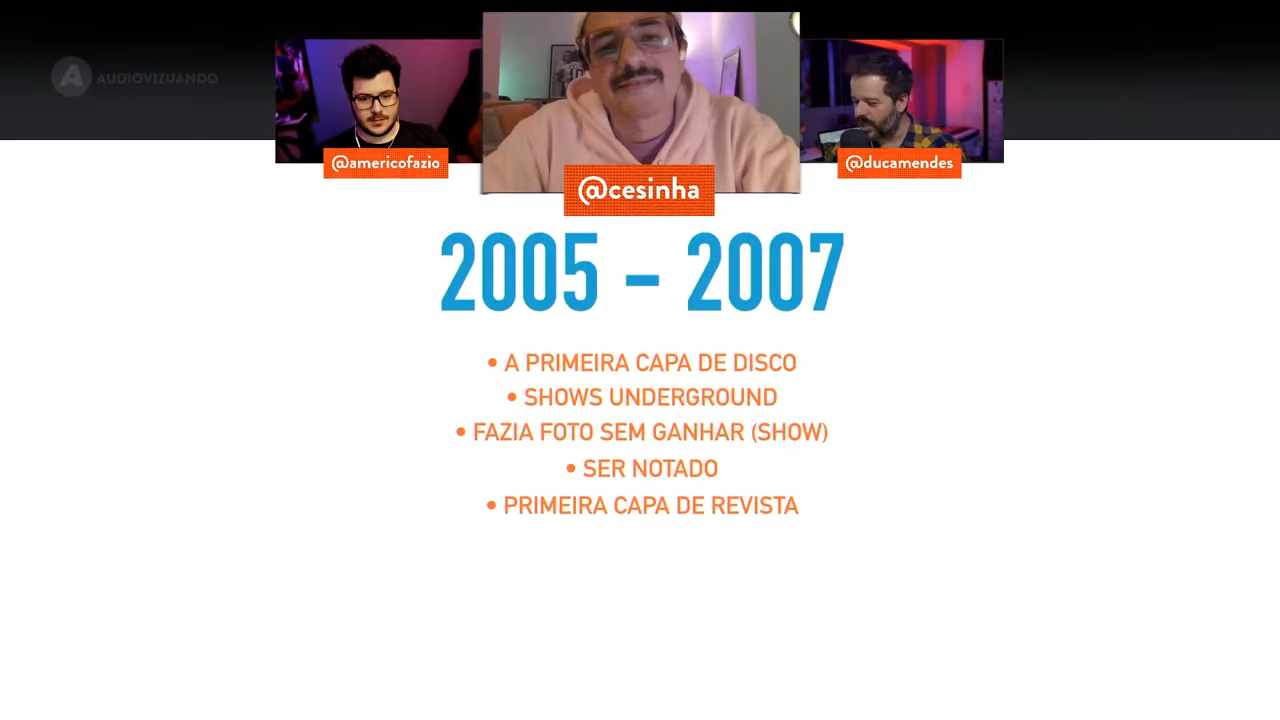 AUDIOVIZUANDO
@americofazio
@cesinha
@ducamendes
2005 - 2007
• A PRIMEIRA CAPA DE DISCO
• SHOWS UNDERGROUND
• FAZIA FOTO SEM GANHAR (SHOW)
• SER NOTADO
• PRIMEIRA CAPA DE REVISTA